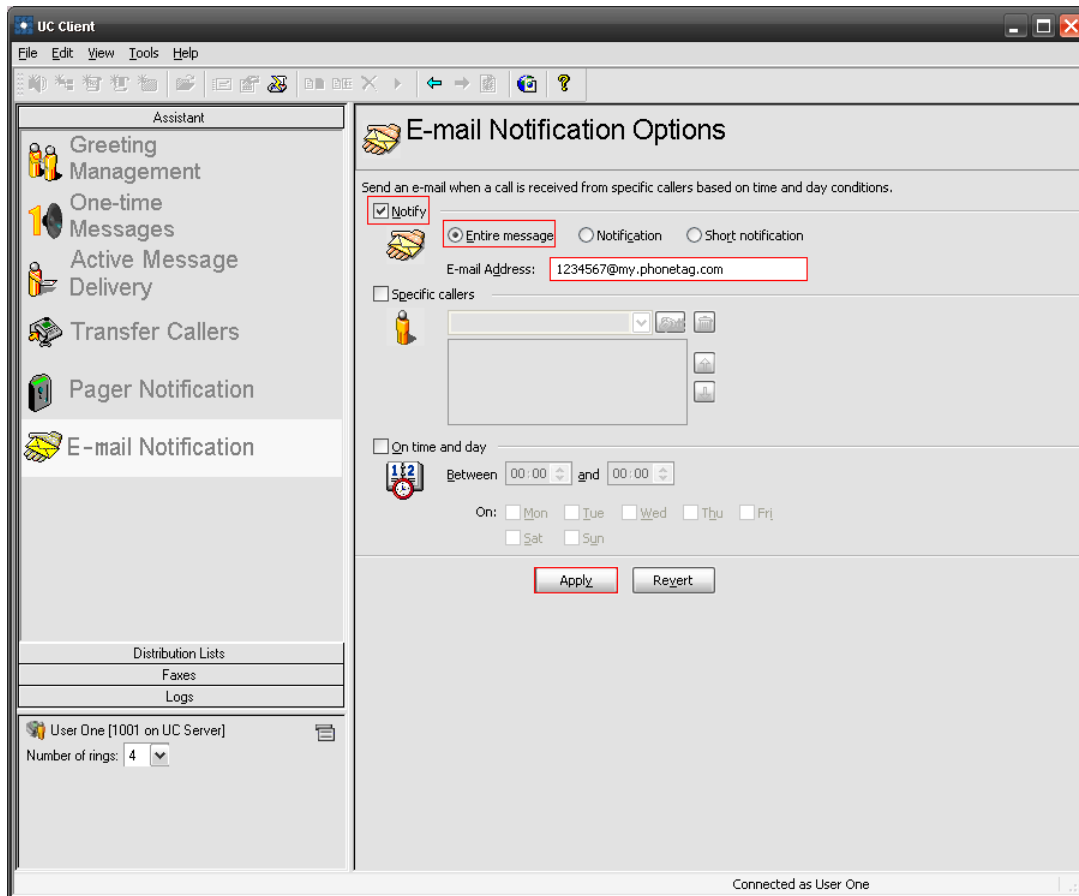 UC Client
File Edit View Tools Help
Assistant
Greeting
Management
One-time
Messages
Active Message
Delivery
Transfer Callers
Pager Notification
E-mail Notification
Distribution Lists
Faxes
Logs
User One [1001 on UC Server]
Number of rings: 4
E-mail Notification Options
Send an e-mail when a call is received from specific callers based on time and day conditions.
Notify
Entire message Notification Short notification
E-mail Address: 1234567@my.phonetag.com
Specific callers
On time and day
Between 00:00 and 00:00
On: Mon Tue Wed Thu Fri
Sat Sun
Apply Revert
Connected as User One